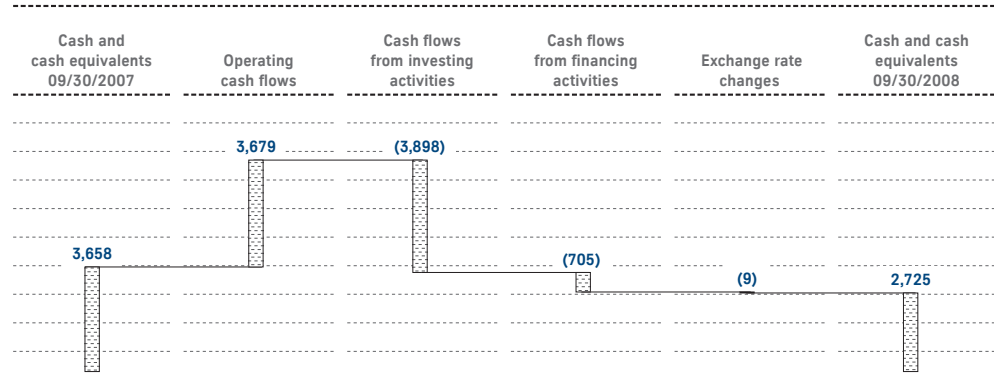 Cash and
cash equivalents
09/30/2007
Operating
cash flows
Cash flows
from investing
activities
Cash flows
from financing
activities
Exchange rate
changes
Cash and cash
equivalents
09/30/2008
3,658
3,679
(3,898)
(705)
(9)
2,725